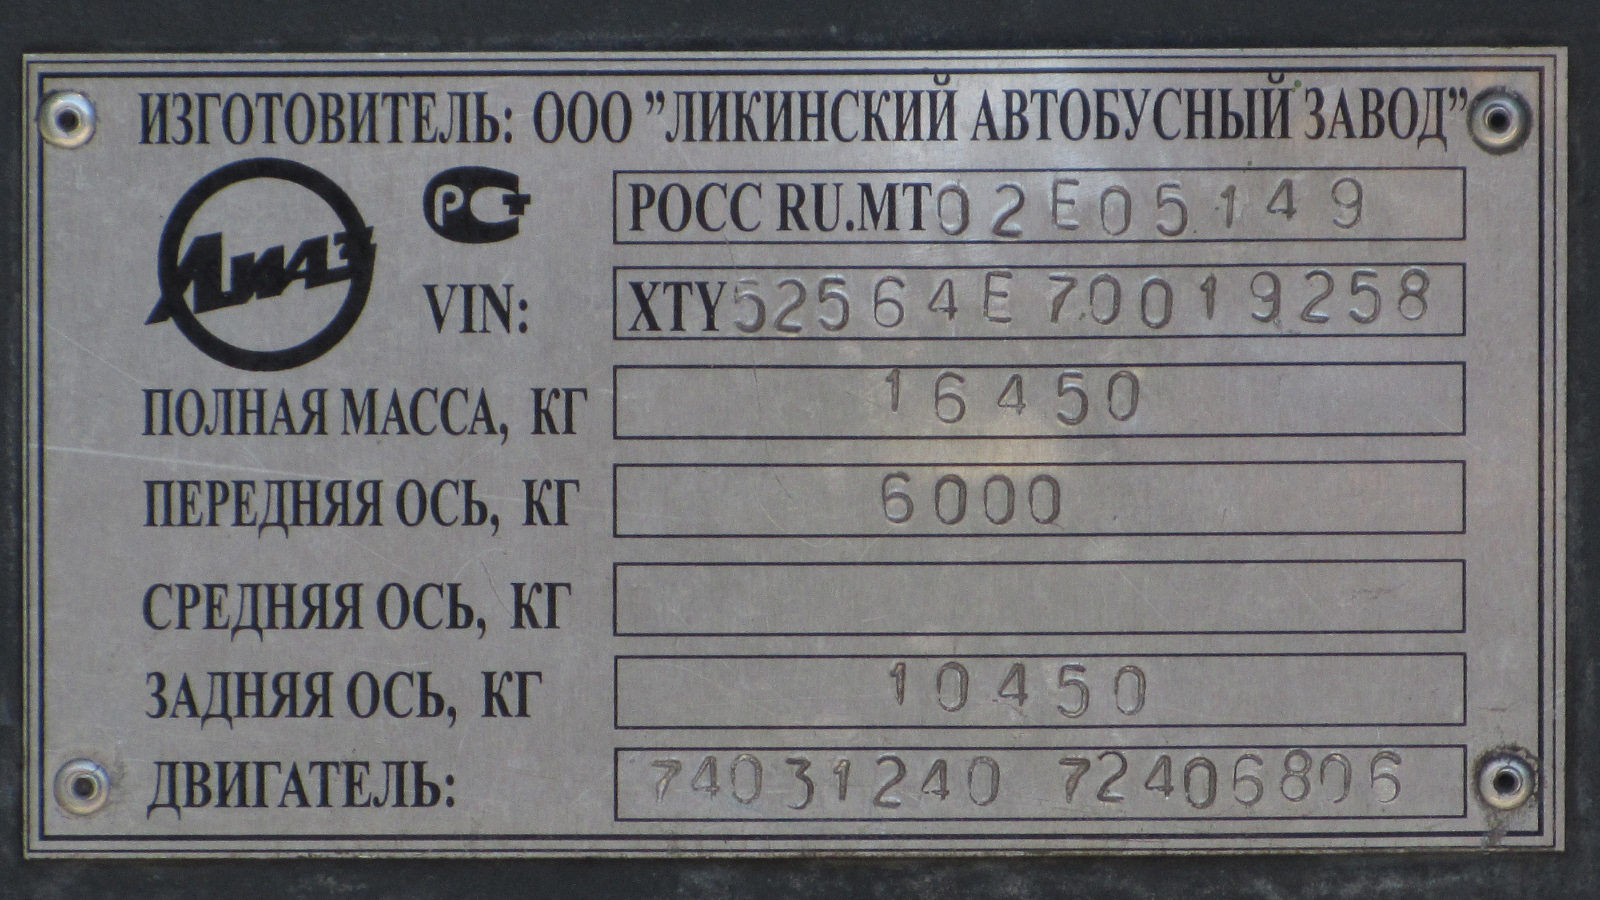 ИЗГОТОВИТЕЛЬ: ООО ”ЛИКИНСКИЙ АВТОБУСНЫЙ ЗАВОД”
ЛиАЗ
РСТ РОСС RU.МТ02Е05149
VIN: XTY52564E70019258
ПОЛНАЯ МАССА, КГ 16450
ПЕРЕДНЯЯ ОСЬ, КГ 6000
СРЕДНЯЯ ОСЬ, КГ
ЗАДНЯЯ ОСЬ, КГ 10450
ДВИГАТЕЛЬ: 74031240 72406806